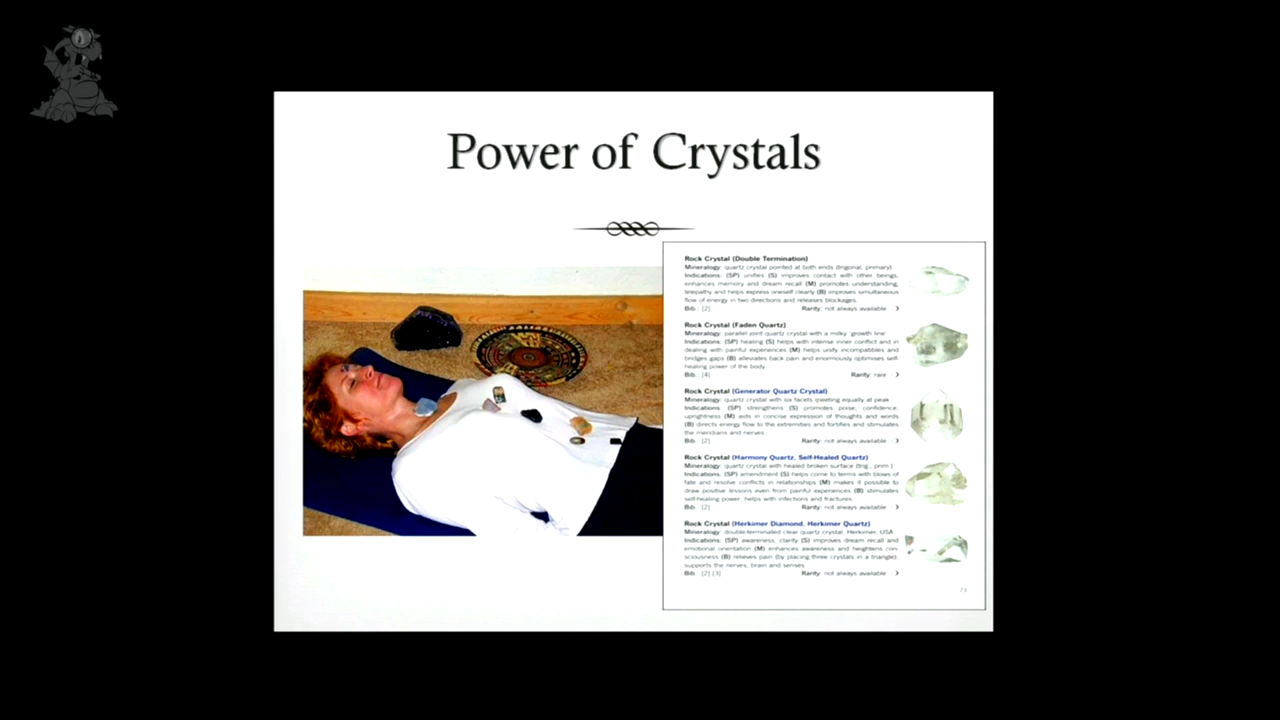 Power of Crystals
Rock Crystal (Double Termination)
Mineralogy: quartz crystal pointed at both ends (trigonal, primary)
Indications: (SP) unifies (S) improves contact with other beings,
enhances memory and dream recall (M) promotes understanding,
telepathy and helps express oneself clearly (B) improves simultaneous
flow of energy in two directions and releases blockages.
Bib.: [2] Rarity: not always available
Rock Crystal (Faden Quartz)
Mineralogy: parallel joint quartz crystal with a milky 'growth line'
Indications: (SP) healing (S) helps with intense inner conflict and in
dealing with painful experiences (M) helps unify incompatibles and
bridges gaps (B) alleviates back pain and enormously optimises self-
healing power of the body.
Bib.: [4] Rarity: rare
Rock Crystal (Generator Quartz Crystal)
Mineralogy: quartz crystal with six facets meeting equally at peak
Indications: (SP) strengthens (S) promotes poise, confidence,
uprightness (M) aids in concise expression of thoughts and words
(B) directs energy flow to the extremities and fortifies and stimulates
the meridians and nerves.
Bib.: [2] Rarity: not always available
Rock Crystal (Harmony Quartz, Self-Healed Quartz)
Mineralogy: quartz crystal with healed broken surface (trig., prim.)
Indications: (SP) amendment (S) helps come to terms with blows of
fate and resolve conflicts in relationships (M) makes it possible to
draw positive lessons even from painful experiences (B) stimulates
self-healing power, helps with infections and fractures.
Bib.: [2] Rarity: not always available
Rock Crystal (Herkimer Diamond, Herkimer Quartz)
Mineralogy: double-terminated clear quartz crystal, Herkimer, USA
Indications: (SP) awareness, clarity (S) improves dream recall and
emotional orientation (M) enhances awareness and heightens con-
sciousness (B) relieves pain (by placing three crystals in a triangle),
supports the nerves, brain and senses.
Bib.: [2] [3] Rarity: not always available